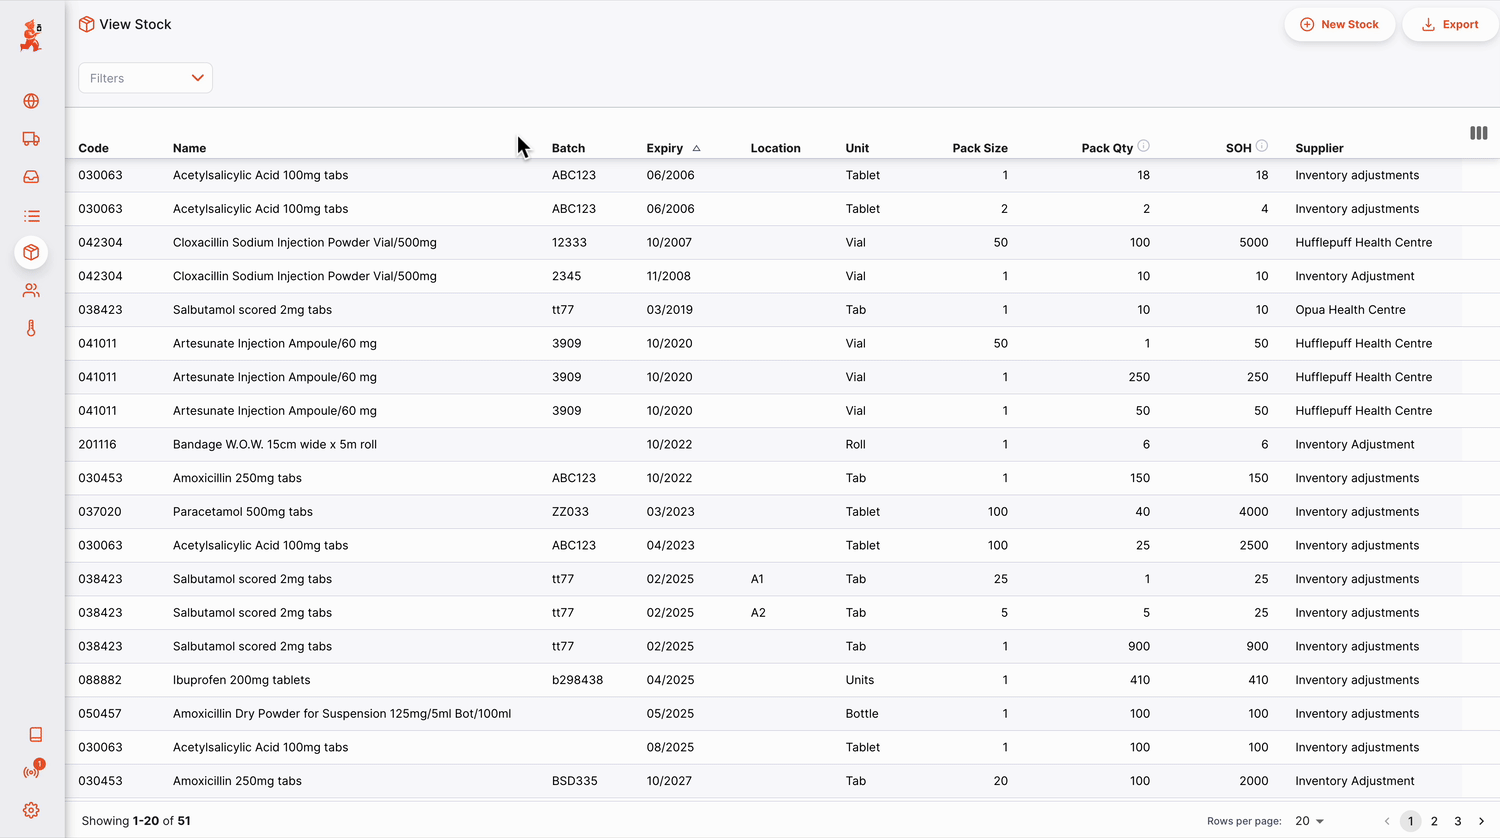 View Stock
New Stock
Export
Filters
Code Name Batch Expiry Location Unit Pack Size Pack Qty SOH Supplier
030063 Acetylsalicylic Acid 100mg tabs ABC123 06/2006 Tablet 1 18 18 Inventory adjustments
030063 Acetylsalicylic Acid 100mg tabs ABC123 06/2006 Tablet 2 2 4 Inventory adjustments
042304 Cloxacillin Sodium Injection Powder Vial/500mg 12333 10/2007 Vial 50 100 5000 Hufflepuff Health Centre
042304 Cloxacillin Sodium Injection Powder Vial/500mg 2345 11/2008 Vial 1 10 10 Inventory Adjustment
038423 Salbutamol scored 2mg tabs tt77 03/2019 Tab 1 10 10 Opua Health Centre
041011 Artesunate Injection Ampoule/60 mg 3909 10/2020 Vial 50 1 50 Hufflepuff Health Centre
041011 Artesunate Injection Ampoule/60 mg 3909 10/2020 Vial 1 250 250 Hufflepuff Health Centre
041011 Artesunate Injection Ampoule/60 mg 3909 10/2020 Vial 1 50 50 Hufflepuff Health Centre
201116 Bandage W.O.W. 15cm wide x 5m roll 10/2022 Roll 1 6 6 Inventory Adjustment
030453 Amoxicillin 250mg tabs ABC123 10/2022 Tab 1 150 150 Inventory adjustments
037020 Paracetamol 500mg tabs ZZ033 03/2023 Tablet 100 40 4000 Inventory adjustments
030063 Acetylsalicylic Acid 100mg tabs ABC123 04/2023 Tablet 100 25 2500 Inventory adjustments
038423 Salbutamol scored 2mg tabs tt77 02/2025 A1 Tab 25 1 25 Inventory adjustments
038423 Salbutamol scored 2mg tabs tt77 02/2025 A2 Tab 5 5 25 Inventory adjustments
038423 Salbutamol scored 2mg tabs tt77 02/2025 Tab 1 900 900 Inventory adjustments
088882 Ibuprofen 200mg tablets b298438 04/2025 Units 1 410 410 Inventory adjustments
050457 Amoxicillin Dry Powder for Suspension 125mg/5ml Bot/100ml 05/2025 Bottle 1 100 100 Inventory adjustments
030063 Acetylsalicylic Acid 100mg tabs 08/2025 Tablet 1 100 100 Inventory adjustments
030453 Amoxicillin 250mg tabs BSD335 10/2027 Tab 20 100 2000 Inventory Adjustment
1
Showing 1-20 of 51
Rows per page: 20
1 2 3